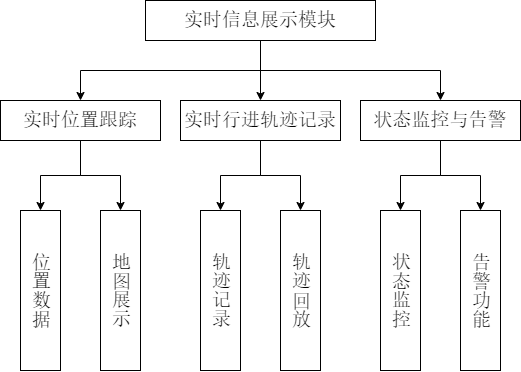 实时信息展示模块
实时位置跟踪
实时行进轨迹记录
状态监控与告警
位置数据
地图展示
轨迹记录
轨迹回放
状态监控
告警功能